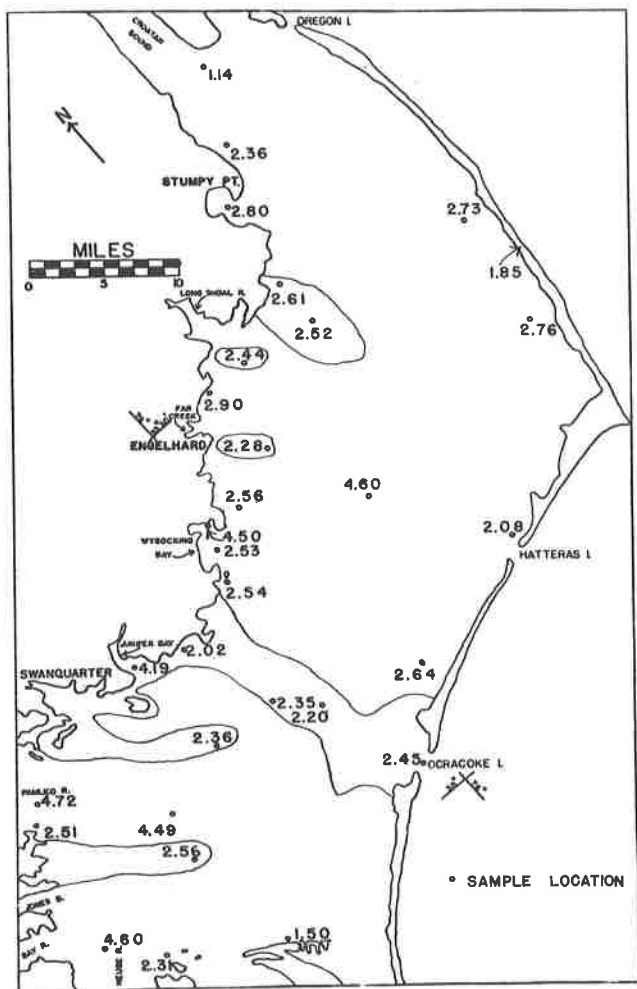 OREGON I.
CROATAN
SOUND
1.14
N
2.36
STUMPY PT.
2.80
2.73
MILES
0 5 10
1.85
LONG SHOAL R.
2.61
2.52
2.76
2.44
2.90
FAR
CREEK
ENGELHARD
2.28
2.56
4.60
4.50
2.08
WYSOCKING
BAY
2.53
HATTERAS I.
2.54
JUNIPER BAY
2.02
4.19
2.64
SWANQUARTER
2.35
2.20
2.36
2.45
OCRACOKE I.
PAMLICO R.
4.72
2.51
4.49
2.56
SAMPLE LOCATION
JONES B.
BAY R.
4.60
NEUSE R.
2.31
1.50